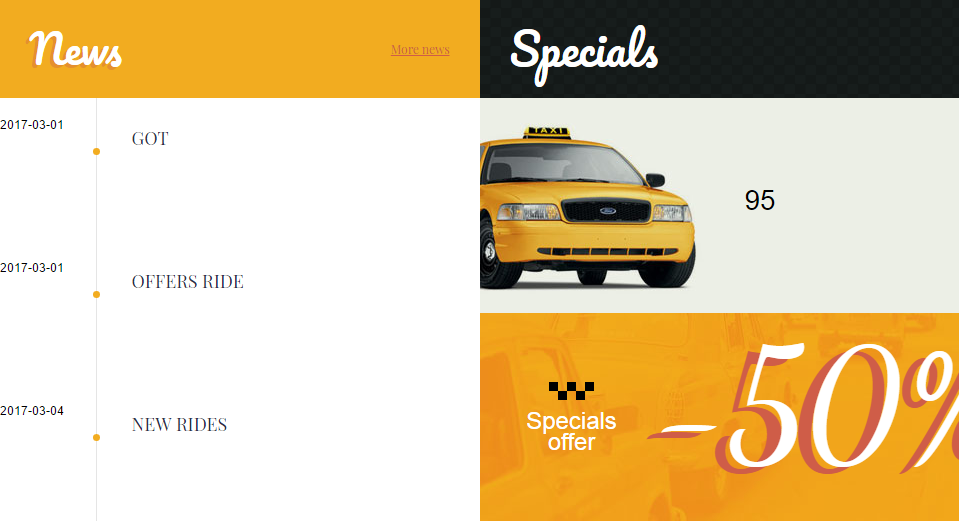 News
More news
2017-03-01
GOT
2017-03-01
OFFERS RIDE
2017-03-04
NEW RIDES
Specials
TAXI
Ford
95
Specials
offer
-50%